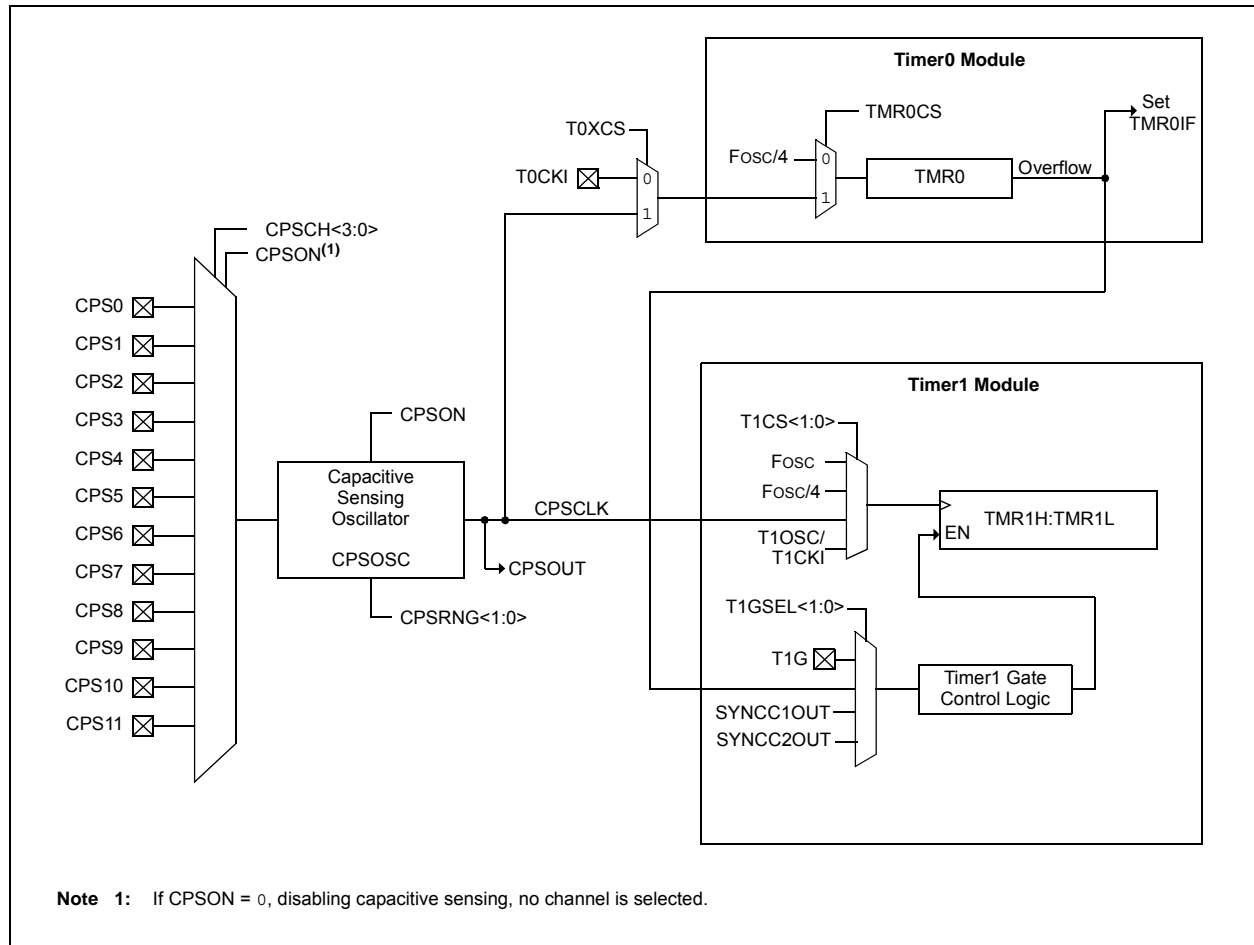 Timer0 Module
TMR0CS
Set
TMR0IF
T0XCS
FOSC/4
0
1
TMR0
Overflow
T0CKI
0
1
CPSCH<3:0>
CPSON(1)
CPS0
CPS1
CPS2
CPS3
CPS4
CPS5
CPS6
CPS7
CPS8
CPS9
CPS10
CPS11
CPSON
Capacitive
Sensing
Oscillator
CPSOSC
CPSRNG<1:0>
CPSCLK
CPSOUT
Timer1 Module
T1CS<1:0>
FOSC
FOSC/4
T1OSC/
T1CKI
TMR1H:TMR1L
EN
T1GSEL<1:0>
T1G
SYNCC1OUT
SYNCC2OUT
Timer1 Gate
Control Logic
Note 1: If CPSON = 0, disabling capacitive sensing, no channel is selected.